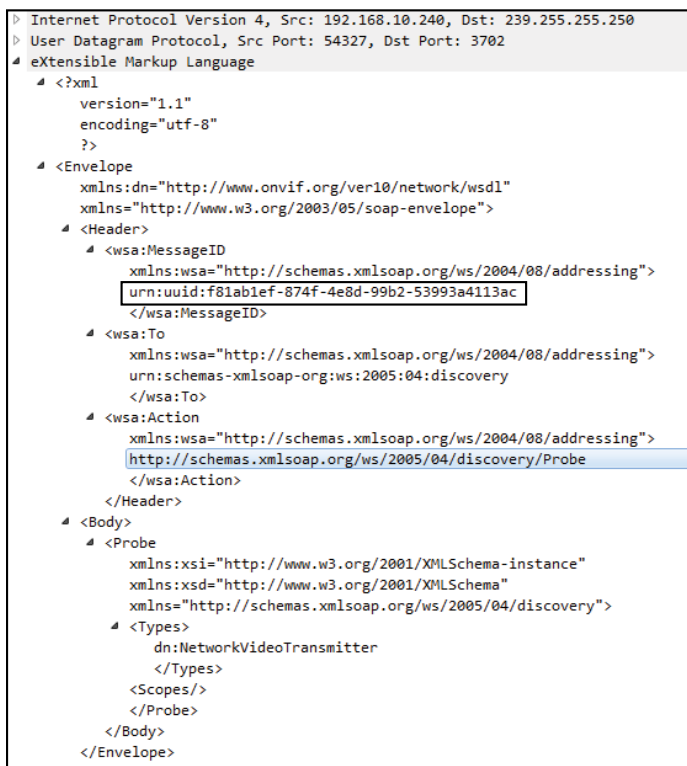 Internet Protocol Version 4, Src: 192.168.10.240, Dst: 239.255.255.250
User Datagram Protocol, Src Port: 54327, Dst Port: 3702
eXtensible Markup Language
<?xml
version="1.1"
encoding="utf-8"
?>
<Envelope
xmlns:dn="http://www.onvif.org/ver10/network/wsdl"
xmlns="http://www.w3.org/2003/05/soap-envelope">
<Header>
<wsa:MessageID
xmlns:wsa="http://schemas.xmlsoap.org/ws/2004/08/addressing">
urn:uuid:f81ab1ef-874f-4e8d-99b2-53993a4113ac
</wsa:MessageID>
<wsa:To
xmlns:wsa="http://schemas.xmlsoap.org/ws/2004/08/addressing">
urn:schemas-xmlsoap-org:ws:2005:04:discovery
</wsa:To>
<wsa:Action
xmlns:wsa="http://schemas.xmlsoap.org/ws/2004/08/addressing">
http://schemas.xmlsoap.org/ws/2005/04/discovery/Probe
</wsa:Action>
</Header>
<Body>
<Probe
xmlns:xsi="http://www.w3.org/2001/XMLSchema-instance"
xmlns:xsd="http://www.w3.org/2001/XMLSchema"
xmlns="http://schemas.xmlsoap.org/ws/2005/04/discovery">
<Types>
dn:NetworkVideoTransmitter
</Types>
<Scopes/>
</Probe>
</Body>
</Envelope>